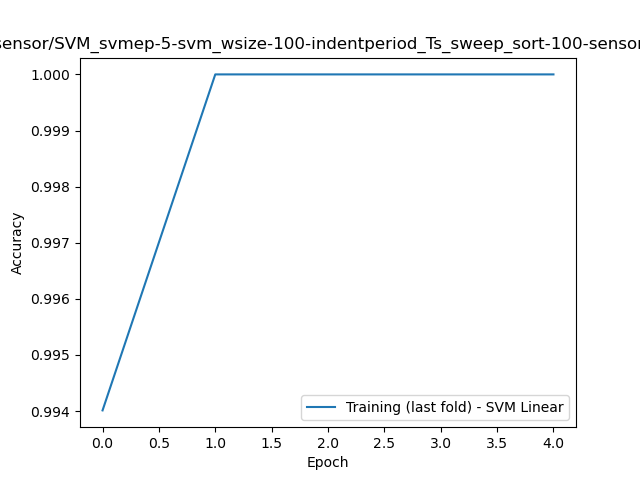 sensor/SVM_svmep-5-svm_wsize-100-indentperiod_Ts_sweep_sort-100-sensor
1.000
0.999
0.998
0.997
0.996
0.995
0.994
Accuracy
Training (last fold) - SVM Linear
0.0 0.5 1.0 1.5 2.0 2.5 3.0 3.5 4.0
Epoch